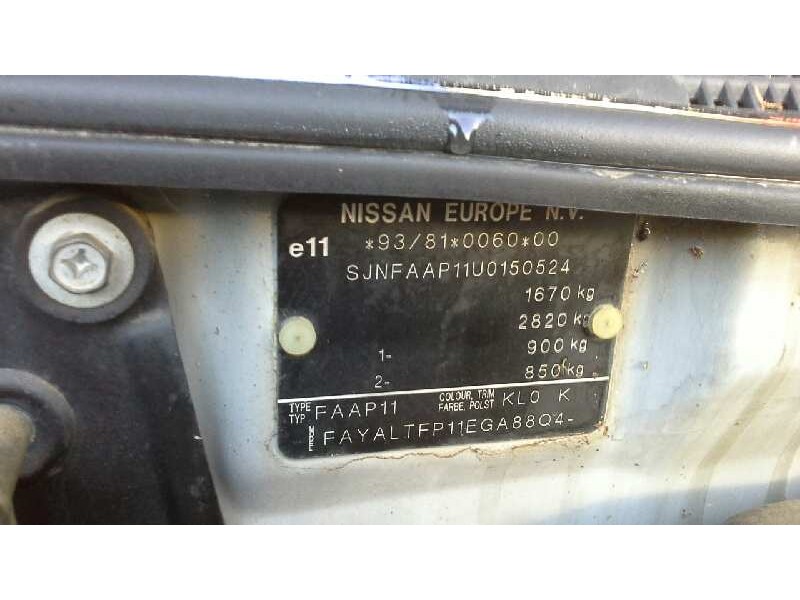 NISSAN EUROPE N.V.
e11 *93/81*0060*00
SJNFAAP11U0150524
1670 kg
2820 kg
1- 900 kg
2- 850 kg
TYPE TYP FAAP11 COLOUR, TRIM FARBE, POLST KL0 K
FAYALTFP11EGA88Q4-